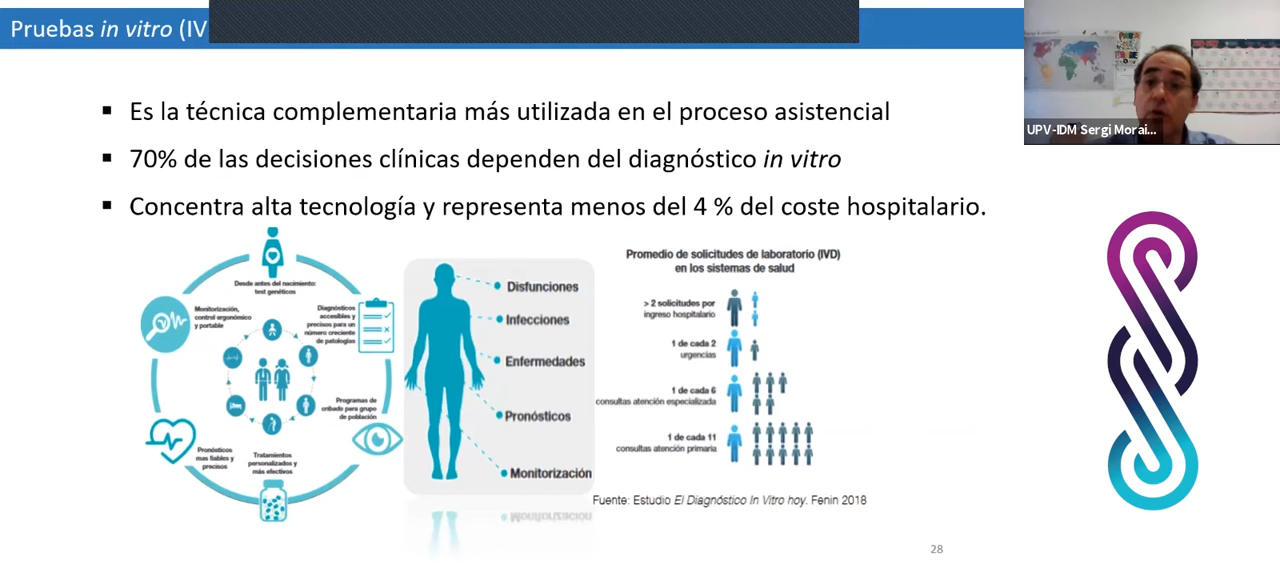 Pruebas in vitro (IV
UPV-IDM Sergi Morai...
▪ Es la técnica complementaria más utilizada en el proceso asistencial
▪ 70% de las decisiones clínicas dependen del diagnóstico in vitro
▪ Concentra alta tecnología y representa menos del 4 % del coste hospitalario.
Desde antes del nacimiento:
test genéticos
Monitorización,
control ergonómico
y portable
Diagnósticos
accesibles y
precisos para un
número creciente
de patologías
Programas de
cribado para grupo
de población
Pronósticos
mas fiables y
precisos
Tratamientos
personalizados y
más efectivos
Disfunciones
Infecciones
Enfermedades
Pronósticos
Monitorización
Promedio de solicitudes de laboratorio (IVD)
en los sistemas de salud
> 2 solicitudes por
ingreso hospitalario
1 de cada 2
urgencias
1 de cada 6
consultas atención especializada
1 de cada 11
consultas atención primaria
Fuente: Estudio El Diagnóstico In Vitro hoy. Fenin 2018
28